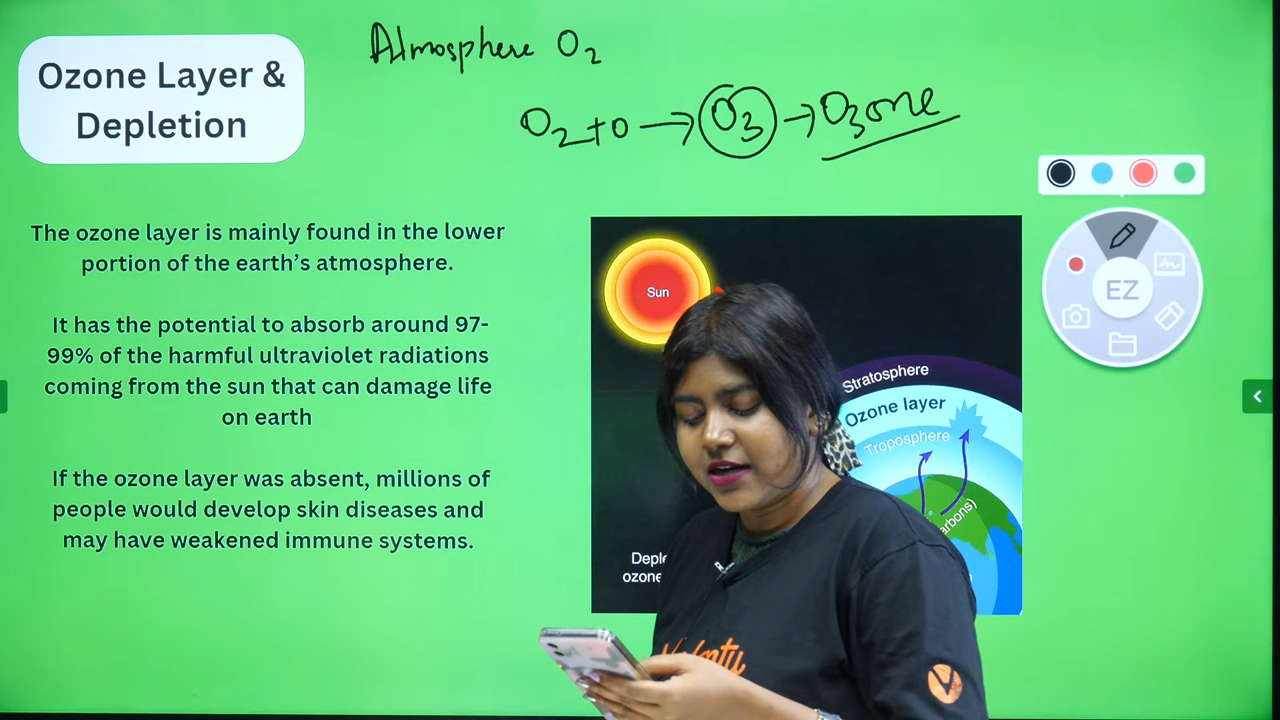 Atmosphere O2
Ozone Layer &
Depletion
O2+O → O3 → O3one
The ozone layer is mainly found in the lower
portion of the earth's atmosphere.
It has the potential to absorb around 97-
99% of the harmful ultraviolet radiations
coming from the sun that can damage life
on earth
If the ozone layer was absent, millions of
people would develop skin diseases and
may have weakened immune systems.
Sun
Stratosphere
Ozone layer
Troposphere
arbons)
Deple
ozone
EZ